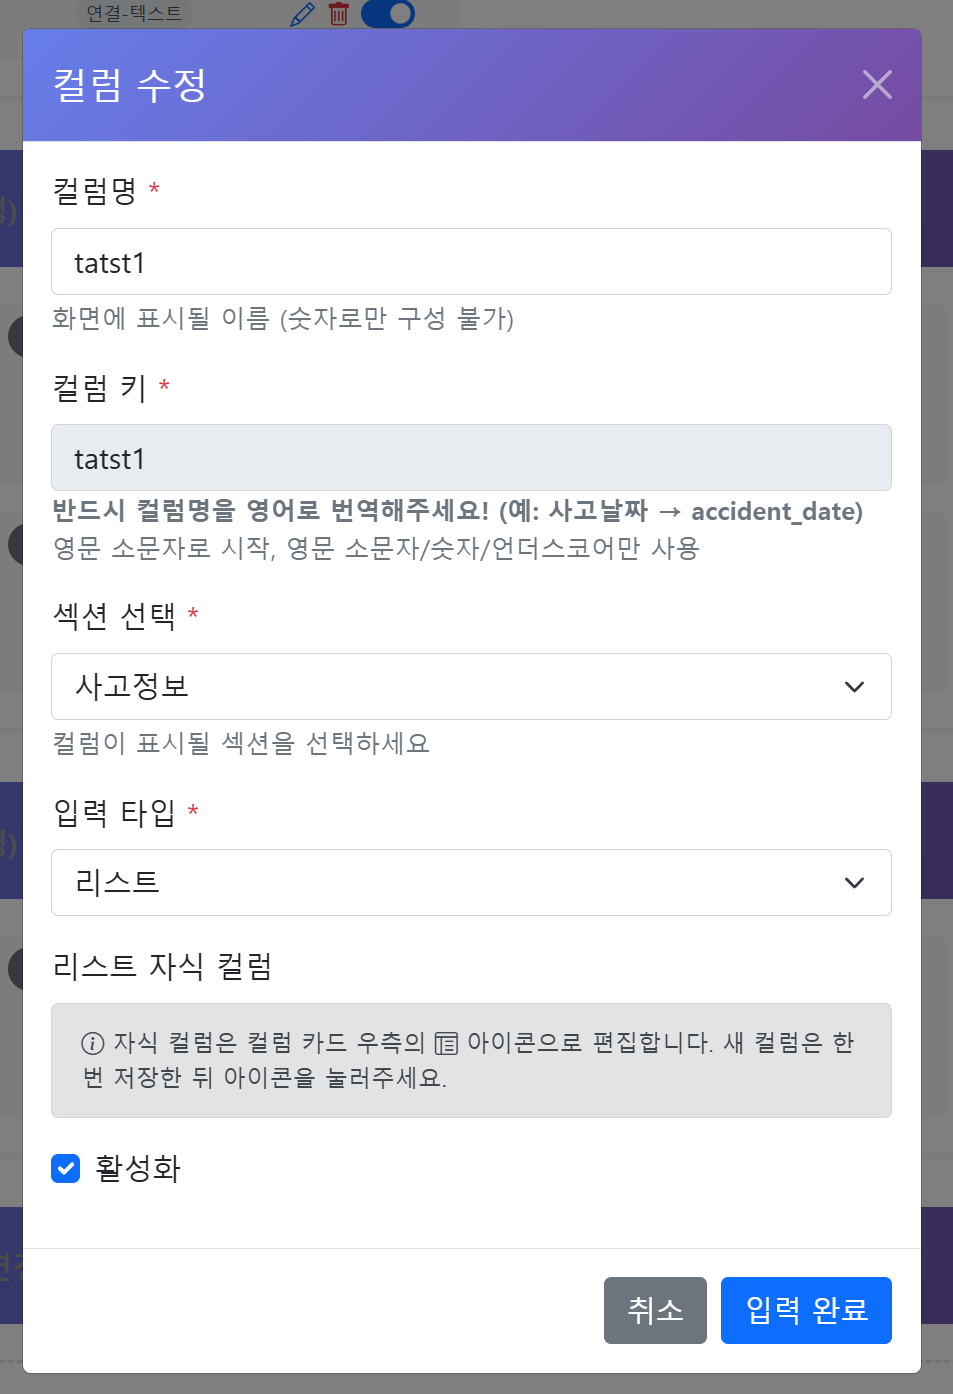 연결-텍스트
컬럼 수정
컬럼명 *
tatst1
화면에 표시될 이름 (숫자로만 구성 불가)
컬럼 키 *
tatst1
반드시 컬럼명을 영어로 번역해주세요! (예: 사고날짜 → accident_date)
영문 소문자로 시작, 영문 소문자/숫자/언더스코어만 사용
섹션 선택 *
사고정보
컬럼이 표시될 섹션을 선택하세요
입력 타입 *
리스트
리스트 자식 컬럼
자식 컬럼은 컬럼 카드 우측의 아이콘으로 편집합니다. 새 컬럼은 한
번 저장한 뒤 아이콘을 눌러주세요.
활성화
취소
입력 완료